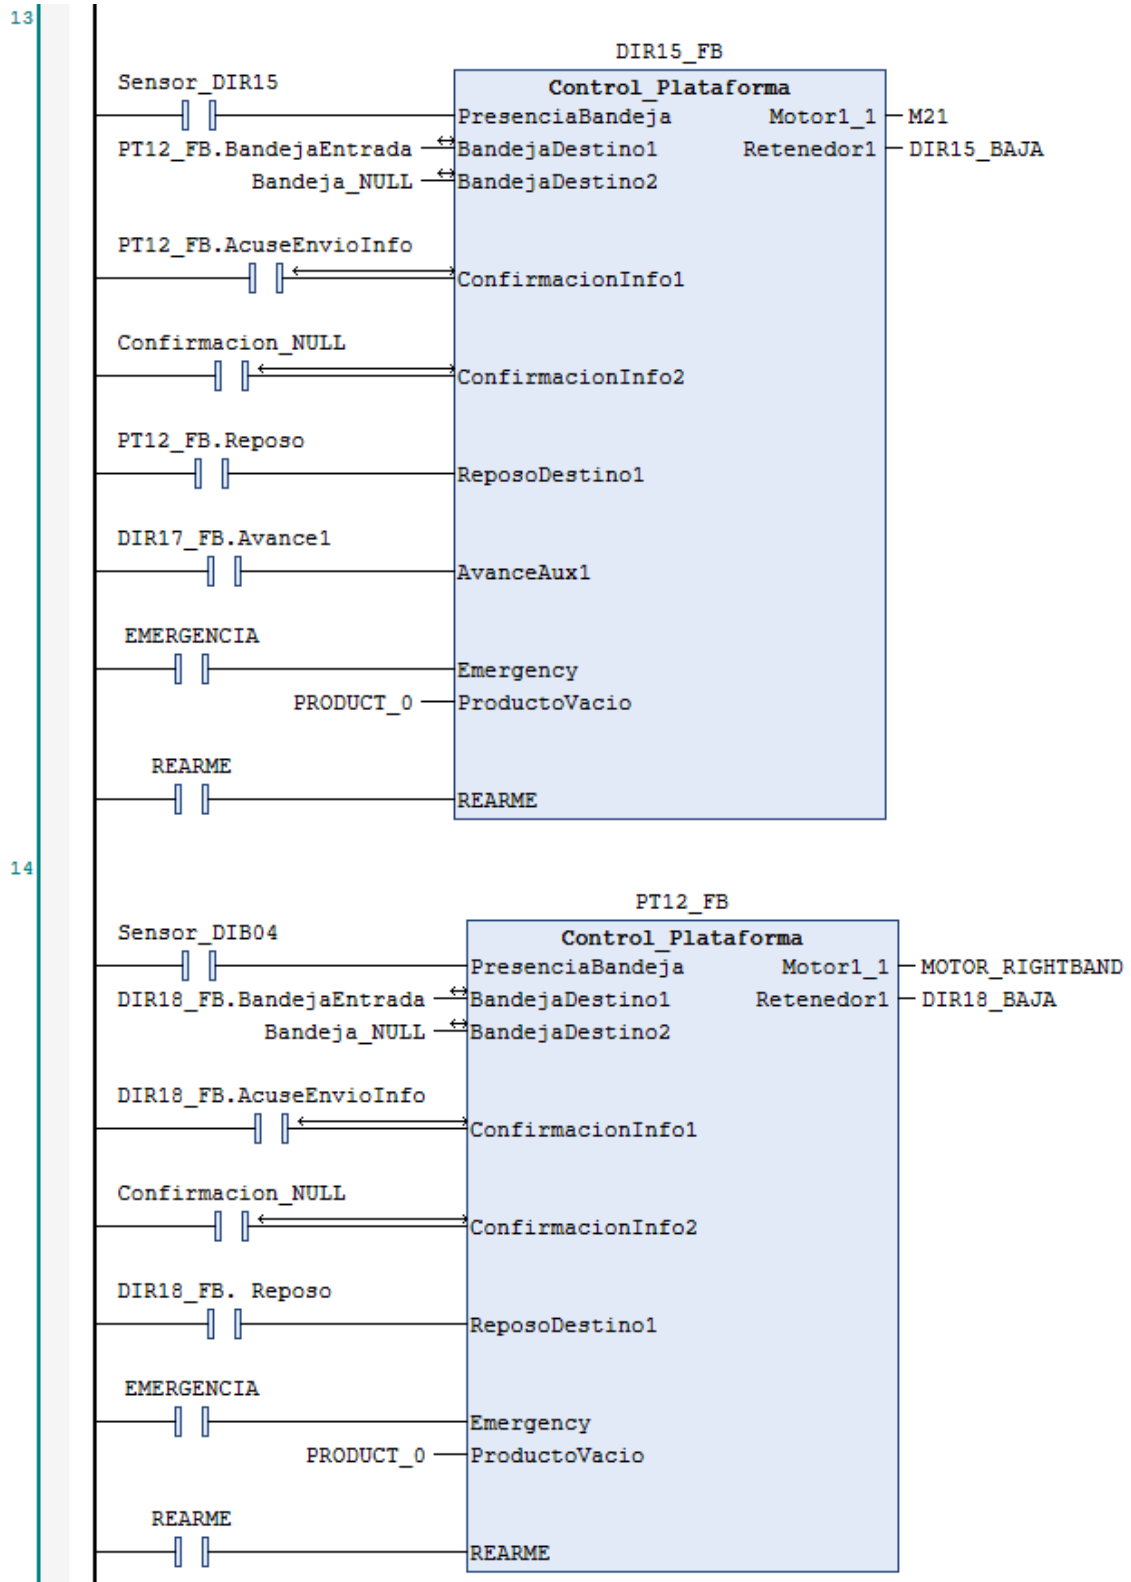 13
DIR15_FB
Sensor_DIR15
Control_Plataforma
PresenciaBandeja Motor1_1 M21
PT12_FB.BandejaEntrada BandejaDestino1 Retenedor1 DIR15_BAJA
Bandeja_NULL BandejaDestino2
PT12_FB.AcuseEnvioInfo
ConfirmacionInfo1
Confirmacion_NULL
ConfirmacionInfo2
PT12_FB.Reposo
ReposoDestino1
DIR17_FB.Avance1
AvanceAux1
EMERGENCIA
Emergency
PRODUCT_0 ProductoVacio
REARME
REARME
14
PT12_FB
Sensor_DIB04
Control_Plataforma
PresenciaBandeja Motor1_1 MOTOR_RIGHTBAND
DIR18_FB.BandejaEntrada BandejaDestino1 Retenedor1 DIR18_BAJA
Bandeja_NULL BandejaDestino2
DIR18_FB.AcuseEnvioInfo
ConfirmacionInfo1
Confirmacion_NULL
ConfirmacionInfo2
DIR18_FB. Reposo
ReposoDestino1
EMERGENCIA
Emergency
PRODUCT_0 ProductoVacio
REARME
REARME